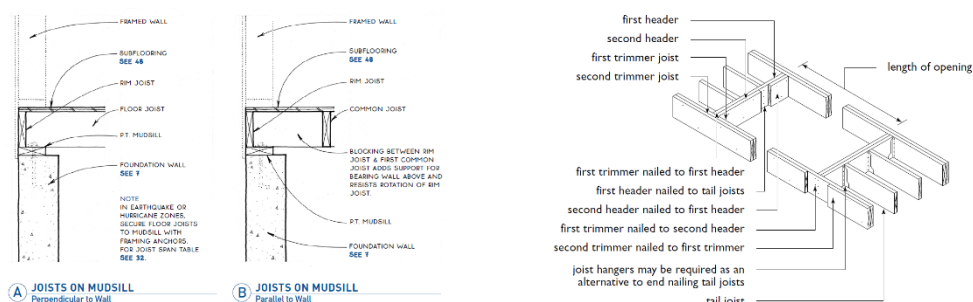 FRAMED WALL
SUBFLOORING
SEE 48
RIM JOIST
FLOOR JOIST
P.T. MUDSILL
FOUNDATION WALL
SEE 7
NOTE
IN EARTHQUAKE OR
HURRICANE ZONES,
SECURE FLOOR JOISTS
TO MUDSILL WITH
FRAMING ANCHORS.
FOR JOIST SPAN TABLE
SEE 32.
A JOISTS ON MUDSILL
Perpendicular to Wall
FRAMED WALL
SUBFLOORING
SEE 48
RIM JOIST
COMMON JOIST
BLOCKING BETWEEN RIM
JOIST & FIRST COMMON
JOIST ADDS SUPPORT FOR
BEARING WALL ABOVE AND
RESISTS ROTATION OF RIM
JOIST.
P.T. MUDSILL
FOUNDATION WALL
SEE 7
B JOISTS ON MUDSILL
Parallel to Wall
first header
second header
first trimmer joist
second trimmer joist
length of opening
first trimmer nailed to first header
first header nailed to tail joists
second header nailed to first header
first trimmer nailed to second header
second trimmer nailed to first trimmer
joist hangers may be required as an
alternative to end nailing tail joists
tail joist